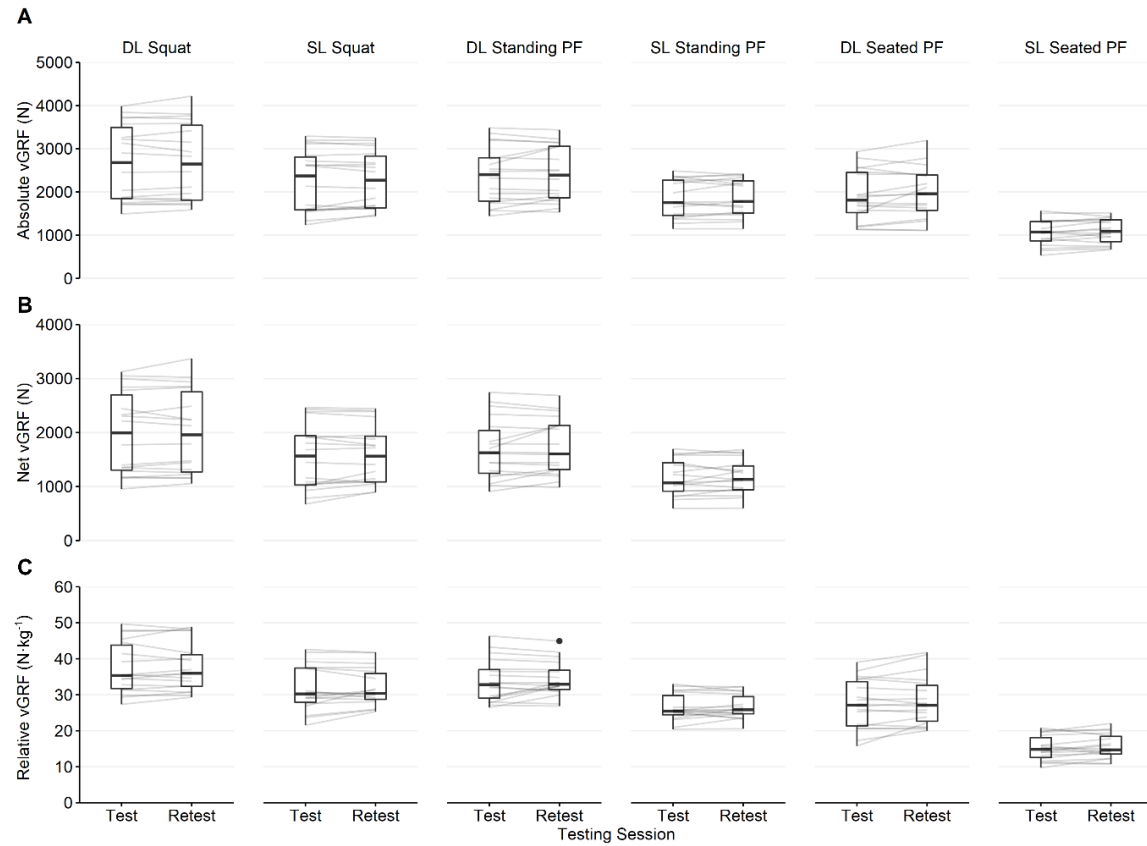 A
DL Squat SL Squat DL Standing PF SL Standing PF DL Seated PF SL Seated PF
Absolute vGRF (N)
5000
4000
3000
2000
1000
0
B
Net vGRF (N)
4000
3000
2000
1000
0
C
Relative vGRF (N·kg⁻¹)
60
50
40
30
20
10
0
Test Retest Test Retest Test Retest Test Retest Test Retest Test Retest
Testing Session